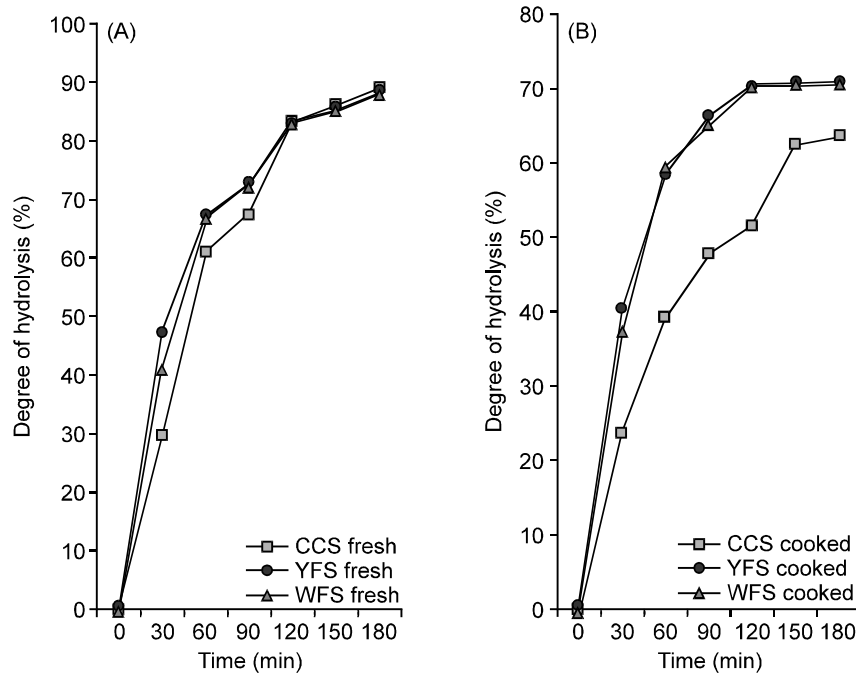 (A)
Degree of hydrolysis (%)
100
90
80
70
60
50
40
30
20
10
0
CCS fresh
YFS fresh
WFS fresh
0 30 60 90 120 150 180
Time (min)
(B)
Degree of hydrolysis (%)
80
70
60
50
40
30
20
10
0
CCS cooked
YFS cooked
WFS cooked
0 30 60 90 120 150 180
Time (min)